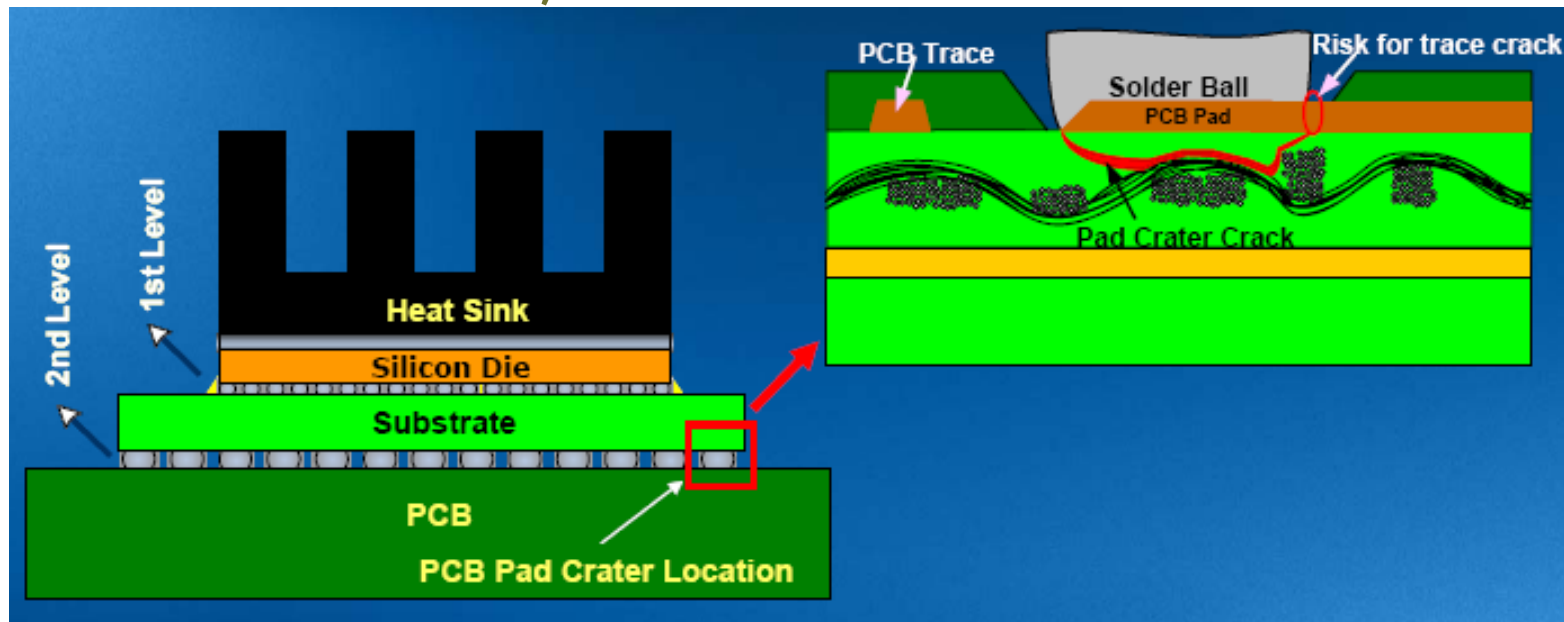 2nd Level
1st Level
Heat Sink
Silicon Die
Substrate
PCB
PCB Pad Crater Location
PCB Trace
Solder Ball
PCB Pad
Risk for trace crack
Pad Crater Crack